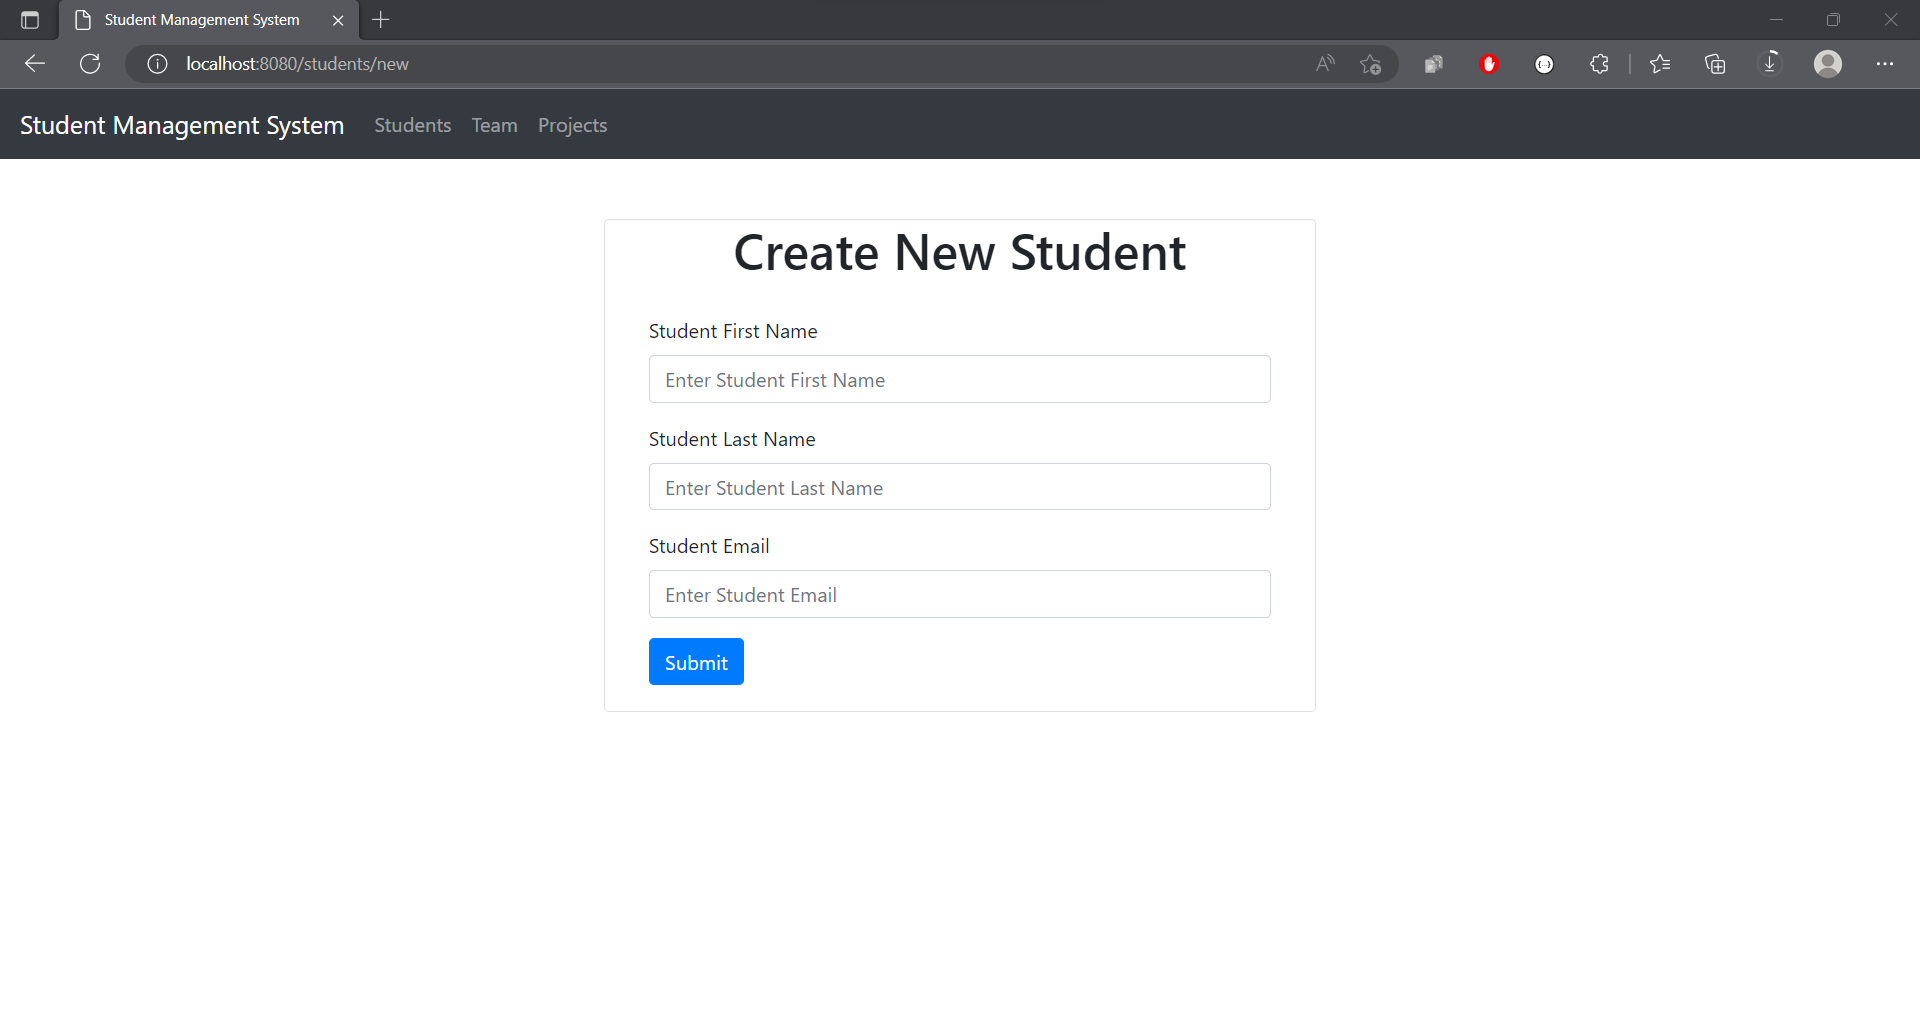 Student Management System
localhost:8080/students/new
Student Management System Students Team Projects
Create New Student
Student First Name
Enter Student First Name
Student Last Name
Enter Student Last Name
Student Email
Enter Student Email
Submit